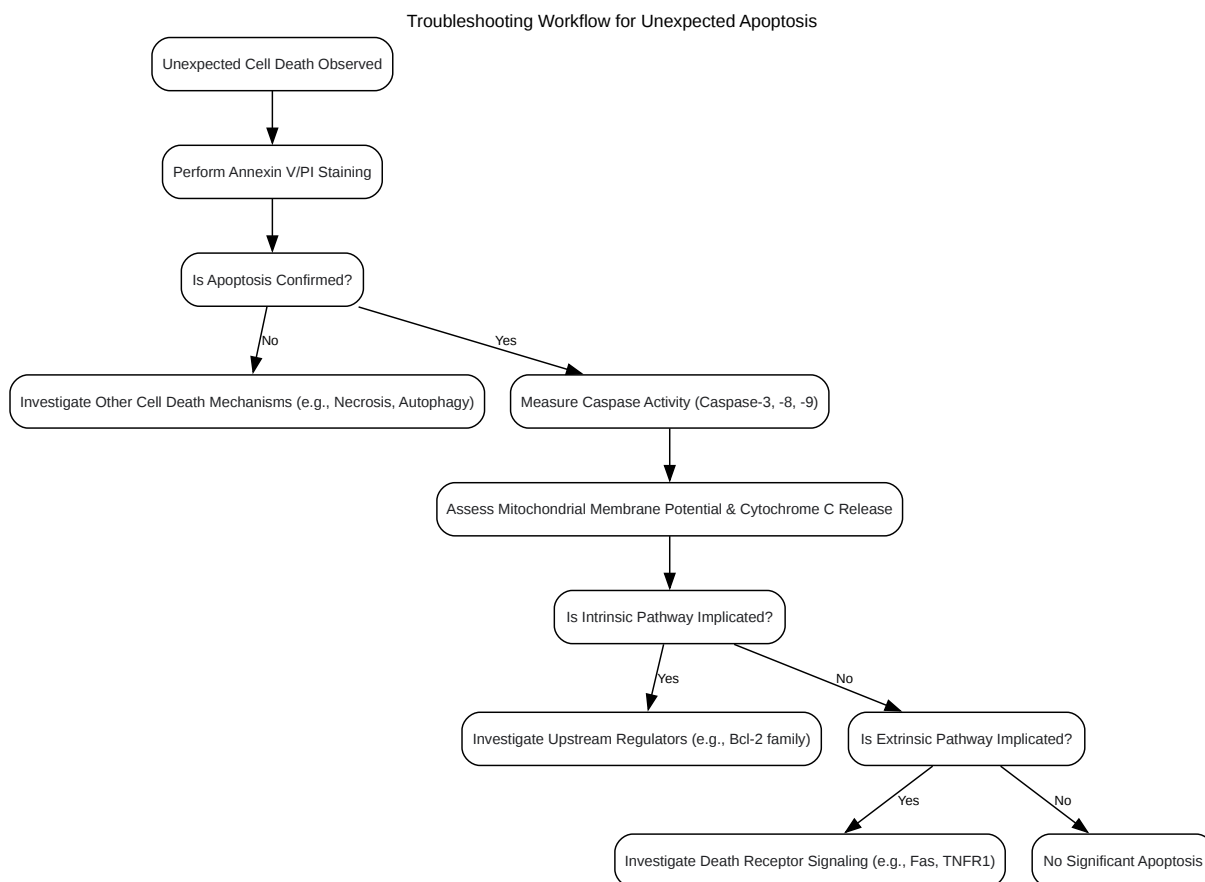 Troubleshooting Workflow for Unexpected Apoptosis
Unexpected Cell Death Observed
Perform Annexin V/PI Staining
Is Apoptosis Confirmed?
No
Yes
Investigate Other Cell Death Mechanisms (e.g., Necrosis, Autophagy)
Measure Caspase Activity (Caspase-3, -8, -9)
Assess Mitochondrial Membrane Potential & Cytochrome C Release
Is Intrinsic Pathway Implicated?
Yes
No
Investigate Upstream Regulators (e.g., Bcl-2 family)
Is Extrinsic Pathway Implicated?
Yes
No
Investigate Death Receptor Signaling (e.g., Fas, TNFR1)
No Significant Apoptosis